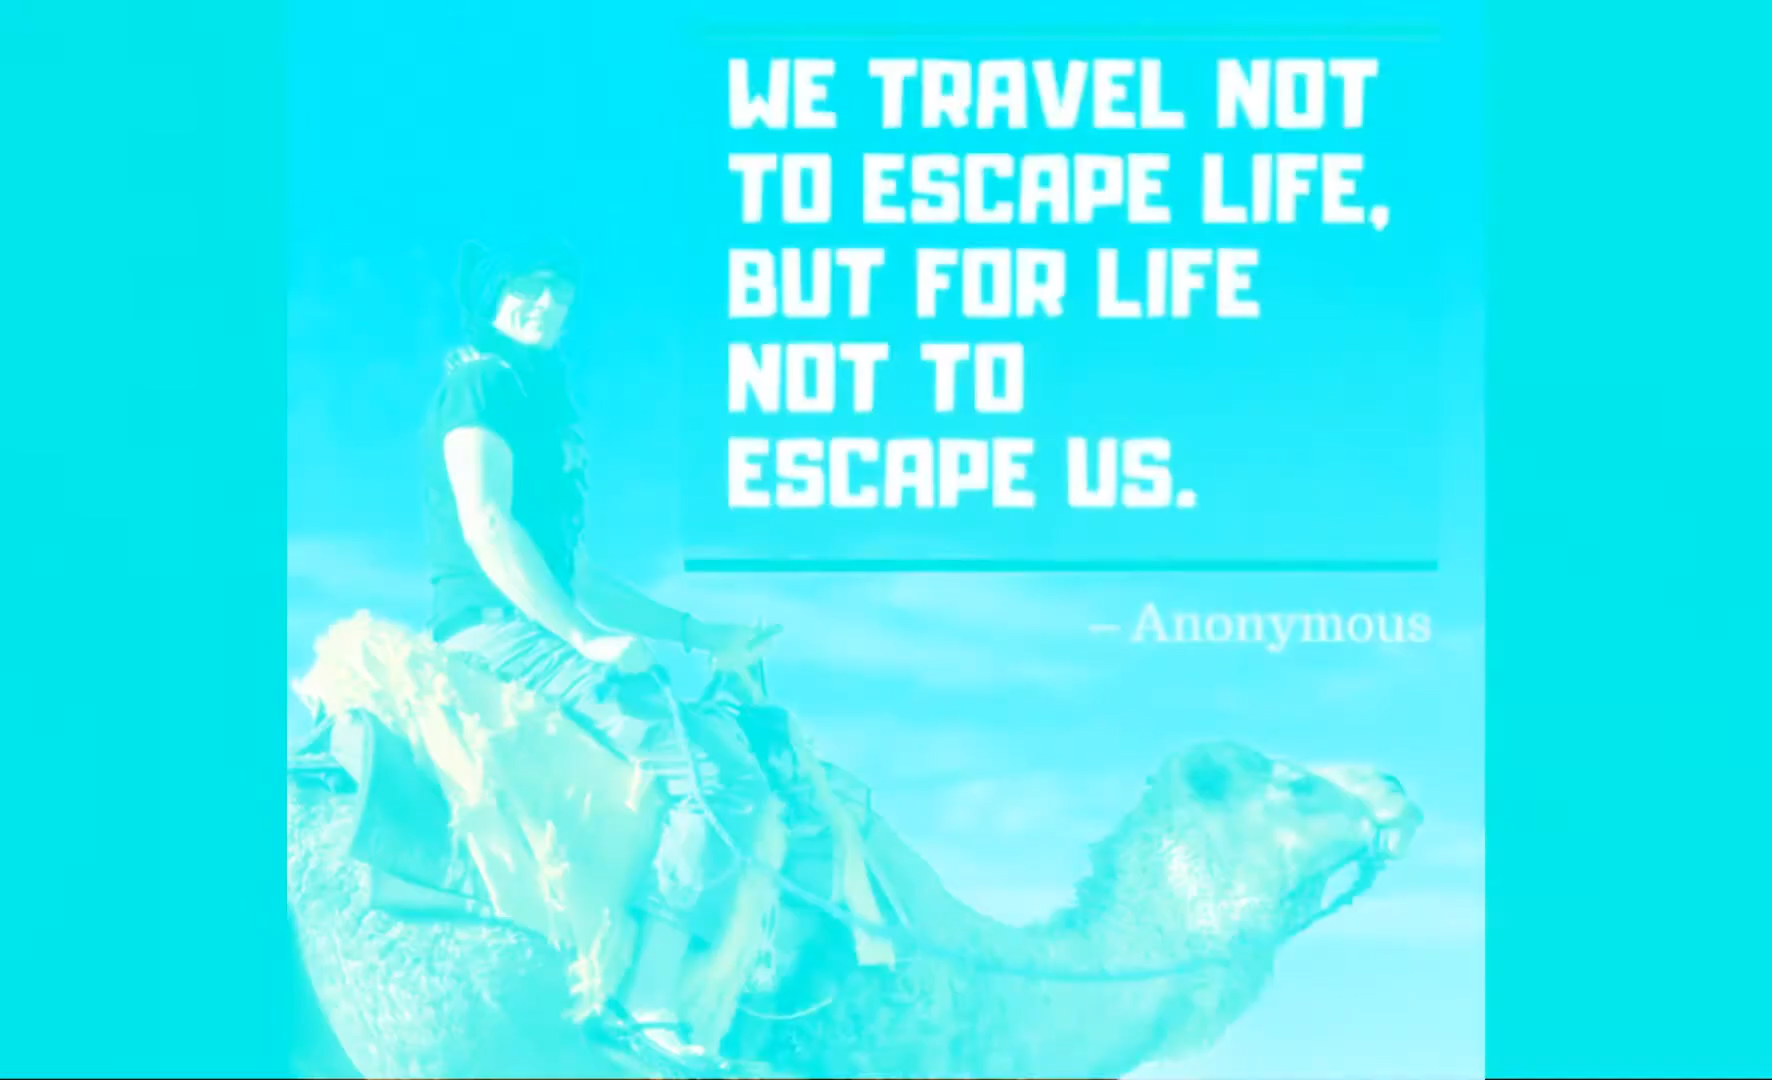 WE TRAVEL NOT
TO ESCAPE LIFE,
BUT FOR LIFE
NOT TO
ESCAPE US.
– Anonymous